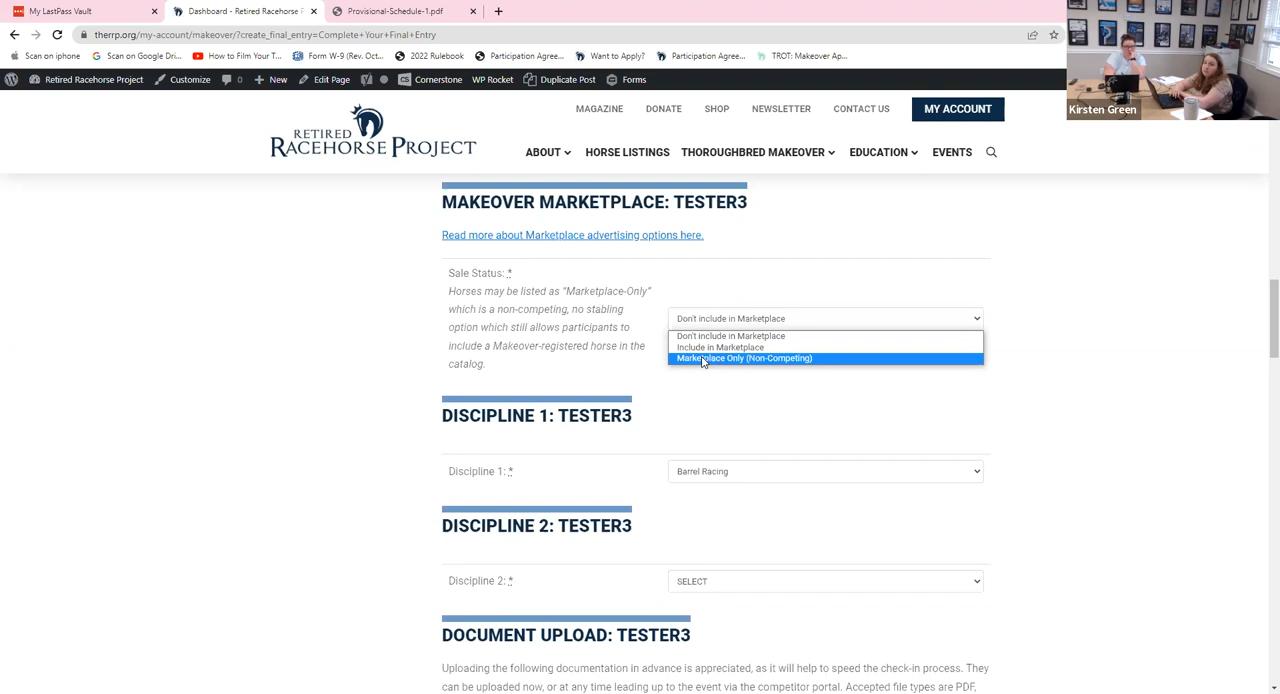 My LastPass Vault
Dashboard - Retired Racehorse P
Provisional-Schedule-1.pdf
therrp.org/my-account/makeover/?create_final_entry=Complete+Your+Final+Entry
Scan on iphone
Scan on Google Dri...
How to Film Your T...
Form W-9 (Rev. Oct...
2022 Rulebook
Participation Agree...
Want to Apply?
Participation Agree...
TROT: Makeover Ap...
Retired Racehorse Project
Customize
0
New
Edit Page
CS Cornerstone
WP Rocket
Duplicate Post
Forms
Kirsten Green
RETIRED
RACEHORSE PROJECT
MAGAZINE
DONATE
SHOP
NEWSLETTER
CONTACT US
MY ACCOUNT
ABOUT
HORSE LISTINGS
THOROUGHBRED MAKEOVER
EDUCATION
EVENTS
MAKEOVER MARKETPLACE: TESTER3
Read more about Marketplace advertising options here.
Sale Status: *
Horses may be listed as "Marketplace-Only"
which is a non-competing, no stabling
option which still allows participants to
include a Makeover-registered horse in the
catalog.
Don't include in Marketplace
Don't include in Marketplace
Include in Marketplace
Marketplace Only (Non-Competing)
DISCIPLINE 1: TESTER3
Discipline 1: *
Barrel Racing
DISCIPLINE 2: TESTER3
Discipline 2: *
SELECT
DOCUMENT UPLOAD: TESTER3
Uploading the following documentation in advance is appreciated, as it will help to speed the check-in process. They
can be uploaded now, or at any time leading up to the event via the competitor portal. Accepted file types are PDF,